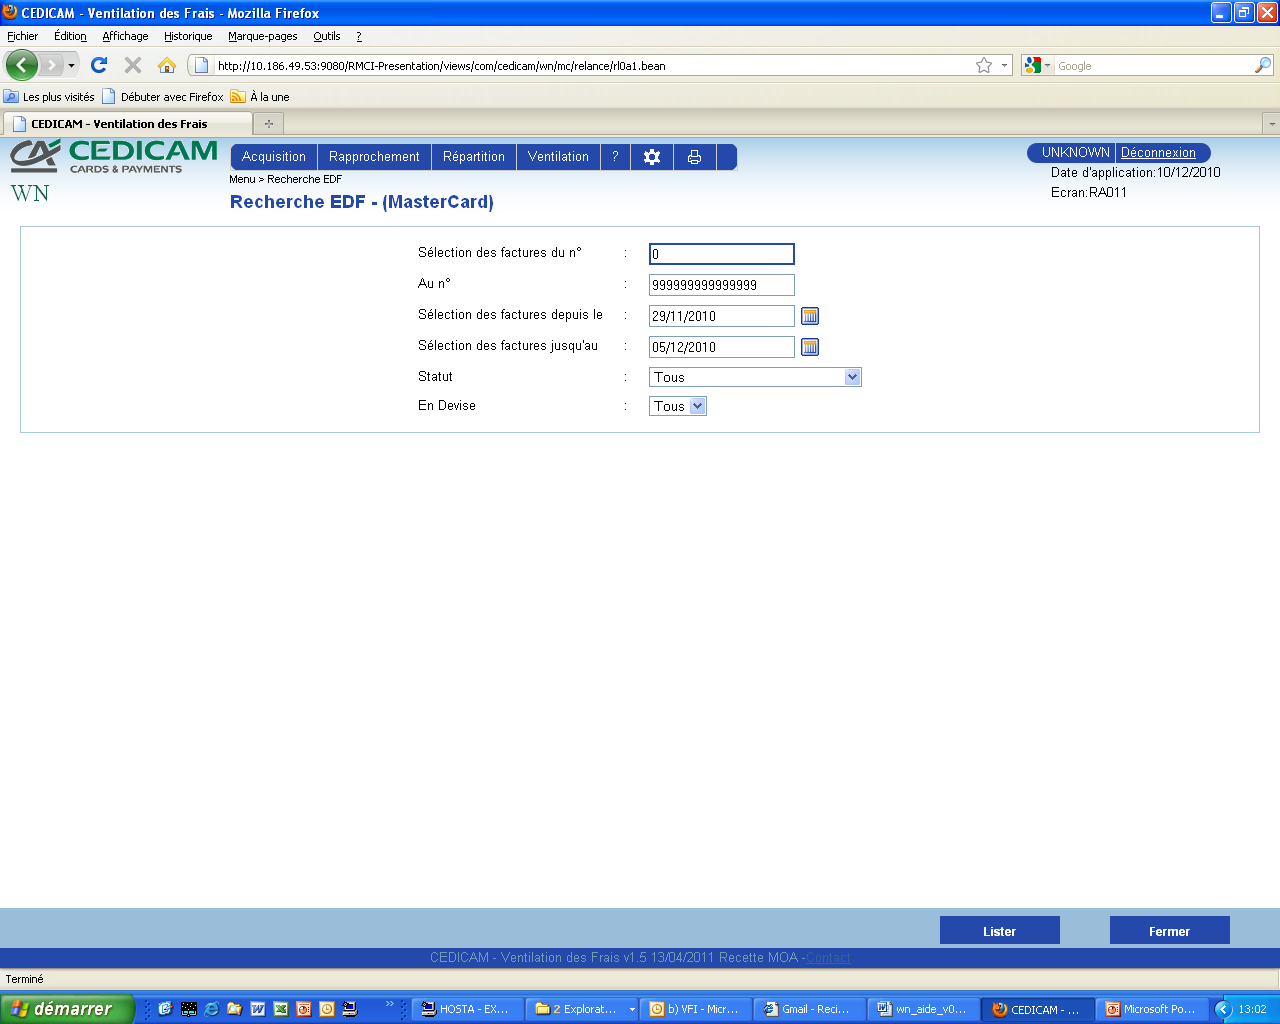 CEDICAM - Ventilation des Frais - Mozilla Firefox
Fichier Édition Affichage Historique Marque-pages Outils ?
http://10.186.49.53:9080/RMCI-Presentation/views/com/cedicam/wn/mc/relance/rl0a1.bean Google
Les plus visités Débuter avec Firefox À la une
CEDICAM - Ventilation des Frais
CEDICAM
CARDS & PAYMENTS
WN
Acquisition Rapprochement Répartition Ventilation ?
UNKNOWN Déconnexion
Menu > Recherche EDF
Date d'application:10/12/2010
Recherche EDF - (MasterCard)
Ecran:RA011
Sélection des factures du n° : 0
Au n° : 999999999999999
Sélection des factures depuis le : 29/11/2010
Sélection des factures jusqu'au : 05/12/2010
Statut : Tous
En Devise : Tous
Lister Fermer
CEDICAM - Ventilation des Frais v1.5 13/04/2011 Recette MOA -Contact
Terminé
démarrer HOSTA - EX... 2 Explorat... b) VFI - Micr... Gmail - Reci... wn_aide_v0... CEDICAM - ... Microsoft Po... 13:02